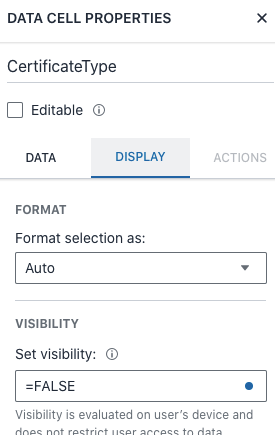 DATA CELL PROPERTIES
CertificateType
Editable
DATA DISPLAY ACTIONS
FORMAT
Format selection as:
Auto
VISIBILITY
Set visibility:
=FALSE
Visibility is evaluated on user's device and
does not restrict user access to data.